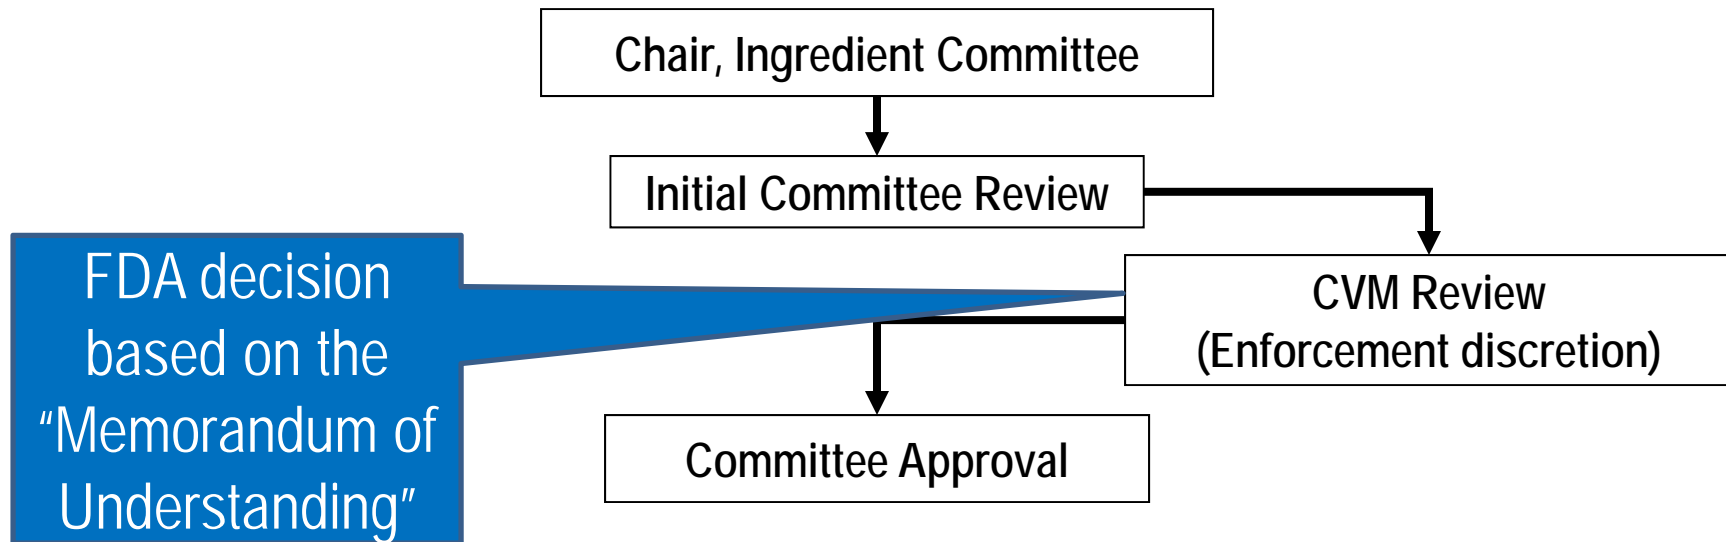 Chair, Ingredient Committee
Initial Committee Review
FDA decision
based on the
“Memorandum of
Understanding”
CVM Review
(Enforcement discretion)
Committee Approval